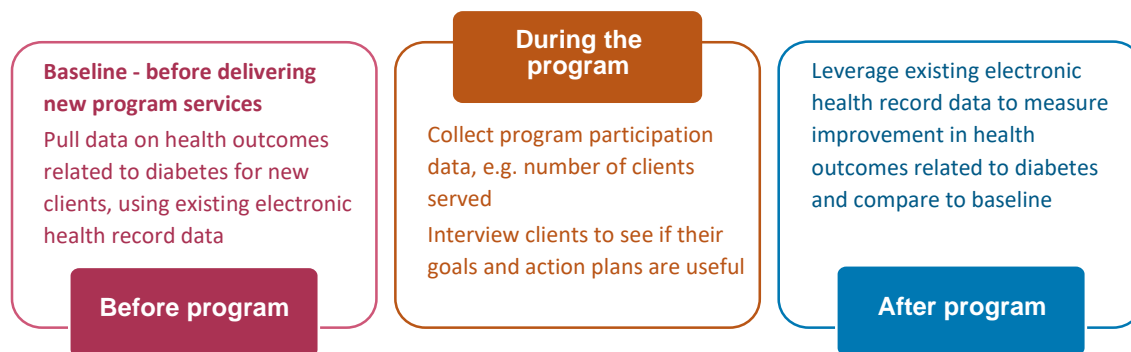 Baseline - before delivering
new program services
Pull data on health outcomes
related to diabetes for new
clients, using existing electronic
health record data
Before program
During the
program
Collect program participation
data, e.g. number of clients
served
Interview clients to see if their
goals and action plans are useful
Leverage existing electronic
health record data to measure
improvement in health
outcomes related to diabetes
and compare to baseline
After program